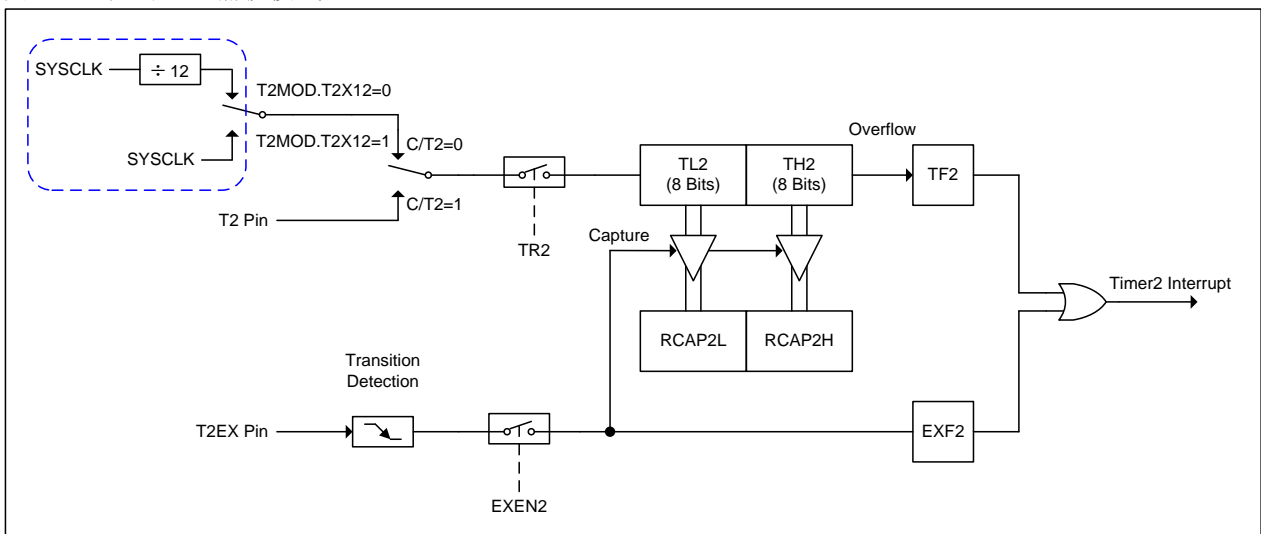 SYSCLK
÷ 12
T2MOD.T2X12=0
T2MOD.T2X12=1
SYSCLK
C/T2=0
C/T2=1
T2 Pin
TR2
TL2
(8 Bits)
TH2
(8 Bits)
Overflow
TF2
Capture
RCAP2L
RCAP2H
Timer2 Interrupt
Transition
Detection
T2EX Pin
EXEN2
EXF2